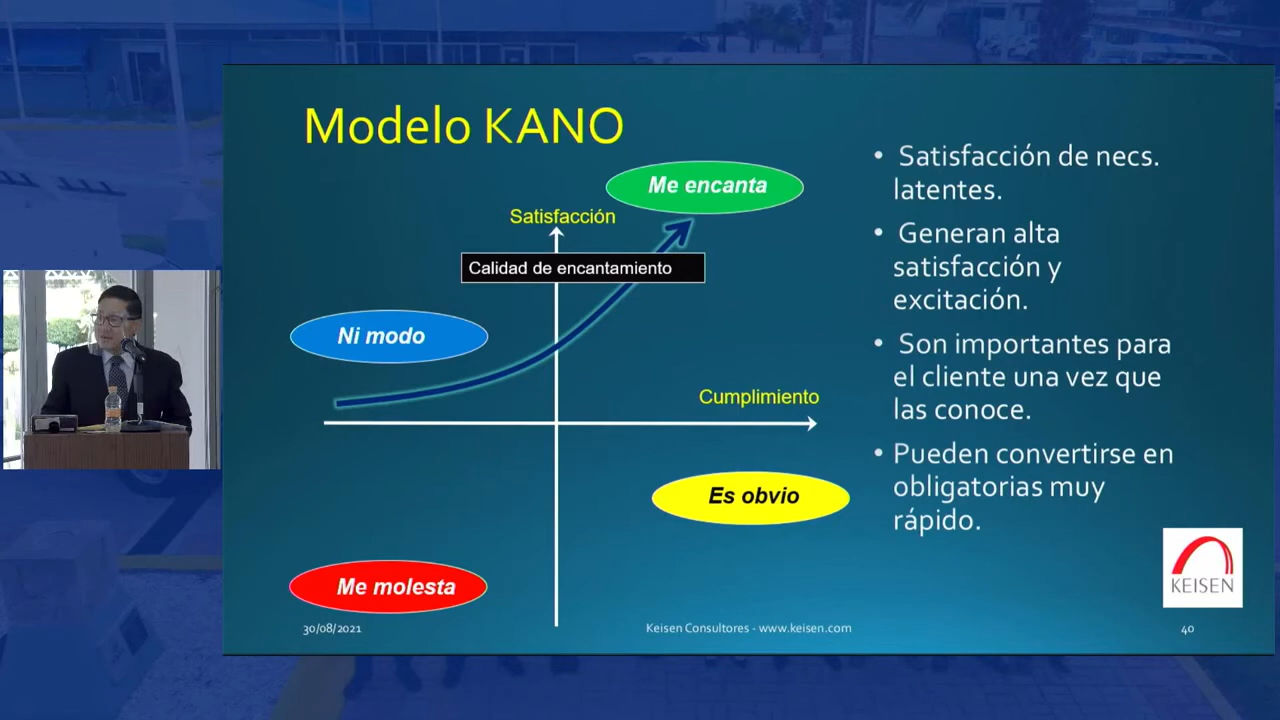 Modelo KANO
Me encanta
Satisfacción
Calidad de encantamiento
Ni modo
Cumplimiento
Es obvio
Me molesta
• Satisfacción de necs.
latentes.
• Generan alta
satisfacción y
excitación.
• Son importantes para
el cliente una vez que
las conoce.
• Pueden convertirse en
obligatorias muy
rápido.
KEISEN
30/08/2021
Keisen Consultores - www.keisen.com
40